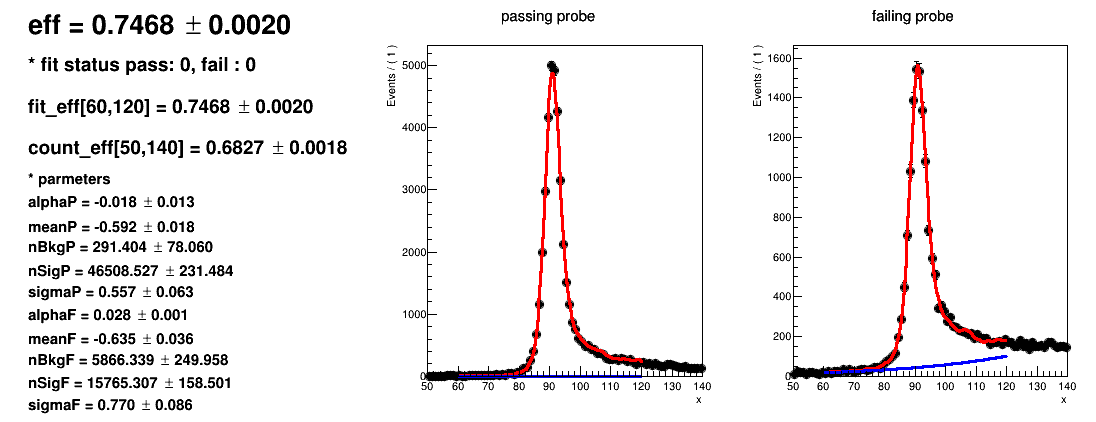 eff = 0.7468 ± 0.0020
* fit status pass: 0, fail : 0
fit_eff[60,120] = 0.7468 ± 0.0020
count_eff[50,140] = 0.6827 ± 0.0018
* parmeters
alphaP = -0.018 ± 0.013
meanP = -0.592 ± 0.018
nBkgP = 291.404 ± 78.060
nSigP = 46508.527 ± 231.484
sigmaP = 0.557 ± 0.063
alphaF = 0.028 ± 0.001
meanF = -0.635 ± 0.036
nBkgF = 5866.339 ± 249.958
nSigF = 15765.307 ± 158.501
sigmaF = 0.770 ± 0.086
passing probe
Events / ( 1 )
5000
4000
3000
2000
1000
0
50 60 70 80 90 100 110 120 130 140
x
failing probe
Events / ( 1 )
1600
1400
1200
1000
800
600
400
200
0
50 60 70 80 90 100 110 120 130 140
x